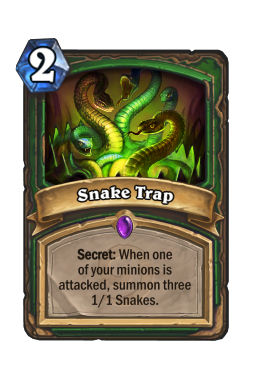 2
Snake Trap
Secret: When one
of your minions is
attacked, summon three
1/1 Snakes.